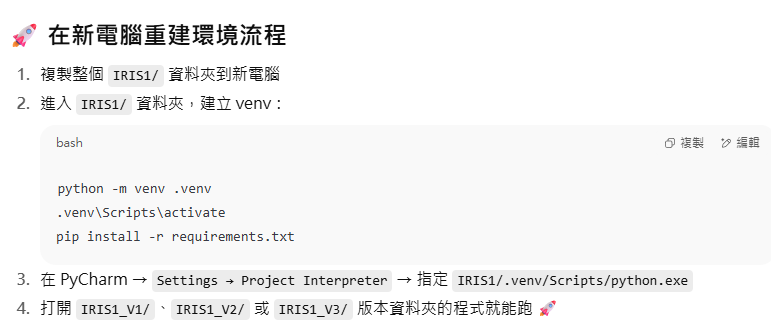 🚀 在新電腦重建環境流程
1. 複製整個 IRIS1/ 資料夾到新電腦
2. 進入 IRIS1/ 資料夾，建立 venv：
bash 複製 編輯
python -m venv .venv
.venv\Scripts\activate
pip install -r requirements.txt
3. 在 PyCharm → Settings → Project Interpreter → 指定 IRIS1/.venv/Scripts/python.exe
4. 打開 IRIS1_V1/、IRIS1_V2/ 或 IRIS1_V3/ 版本資料夾的程式就能跑 🚀